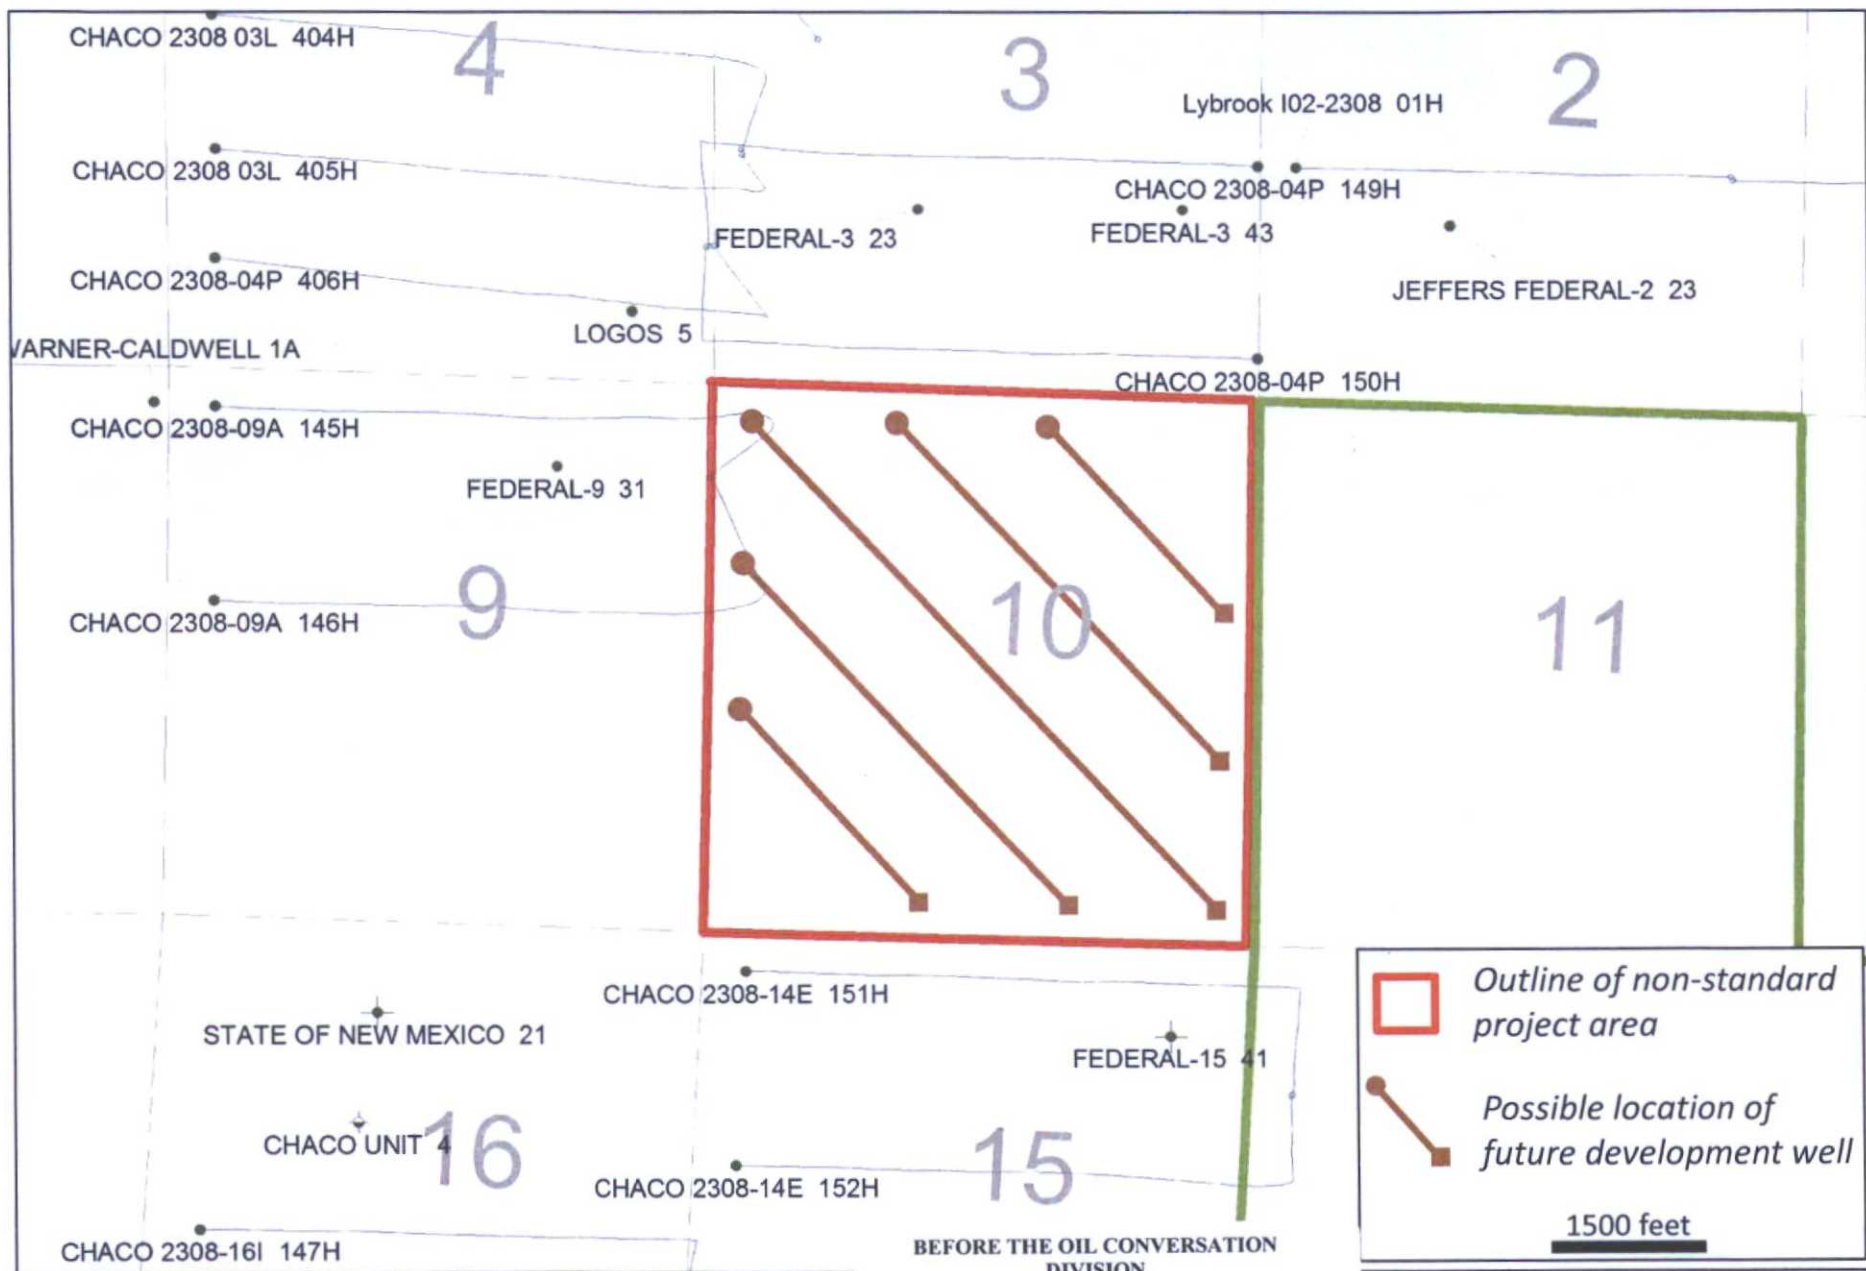 CHACO 2308 03L 404H
4
3
2
Lybrook I02-2308 01H
CHACO 2308 03L 405H
CHACO 2308-04P 149H
FEDERAL-3 23
FEDERAL-3 43
CHACO 2308-04P 406H
JEFFERS FEDERAL-2 23
LOGOS 5
ARNER-CALDWELL 1A
CHACO 2308-04P 150H
CHACO 2308-09A 145H
FEDERAL-9 31
9
10
11
CHACO 2308-09A 146H
CHACO 2308-14E 151H
STATE OF NEW MEXICO 21
FEDERAL-15 41
CHACO UNIT 4
16
15
CHACO 2308-14E 152H
CHACO 2308-16I 147H
Outline of non-standard
project area
Possible location of
future development well
1500 feet
BEFORE THE OIL CONVERSATION
DIVISION